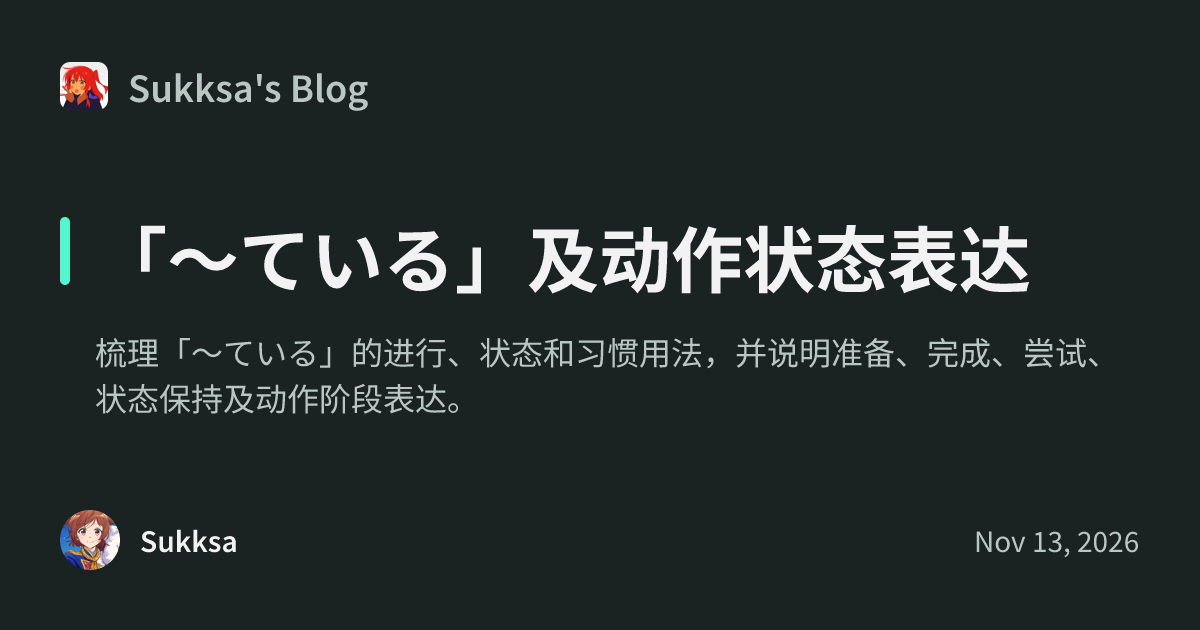 Sukksa's Blog
「～ている」及动作状态表达
梳理「～ている」的进行、状态和习惯用法，并说明准备、完成、尝试、
状态保持及动作阶段表达。
Sukksa
Nov 13, 2026